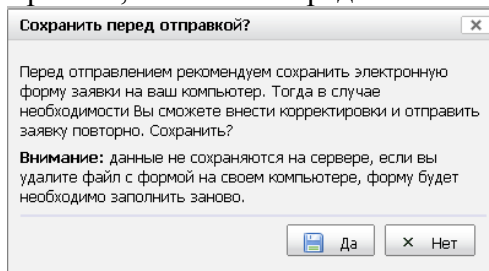 Сохранить перед отправкой?
Перед отправлением рекомендуем сохранить электронную
форму заявки на ваш компьютер. Тогда в случае
необходимости Вы сможете внести корректировки и отправить
заявку повторно. Сохранить?
Внимание: данные не сохраняются на сервере, если вы
удалите файл с формой на своем компьютере, форму будет
необходимо заполнить заново.
Да
Нет